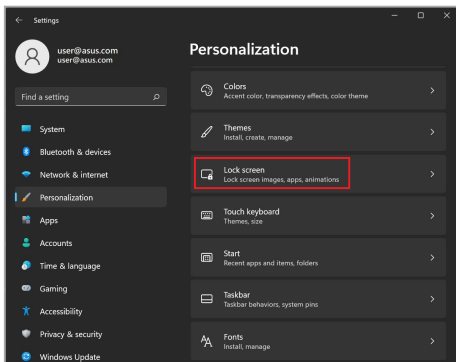 Settings
user@asus.com
user@asus.com
Find a setting
System
Bluetooth & devices
Network & internet
Personalization
Apps
Accounts
Time & language
Gaming
Accessibility
Privacy & security
Windows Update
Personalization
Colors
Accent color, transparency effects, color theme
Themes
Install, create, manage
Lock screen
Lock screen images, apps, animations
Touch keyboard
Themes, size
Start
Recent apps and items, folders
Taskbar
Taskbar behaviors, system pins
Fonts
Install, manage